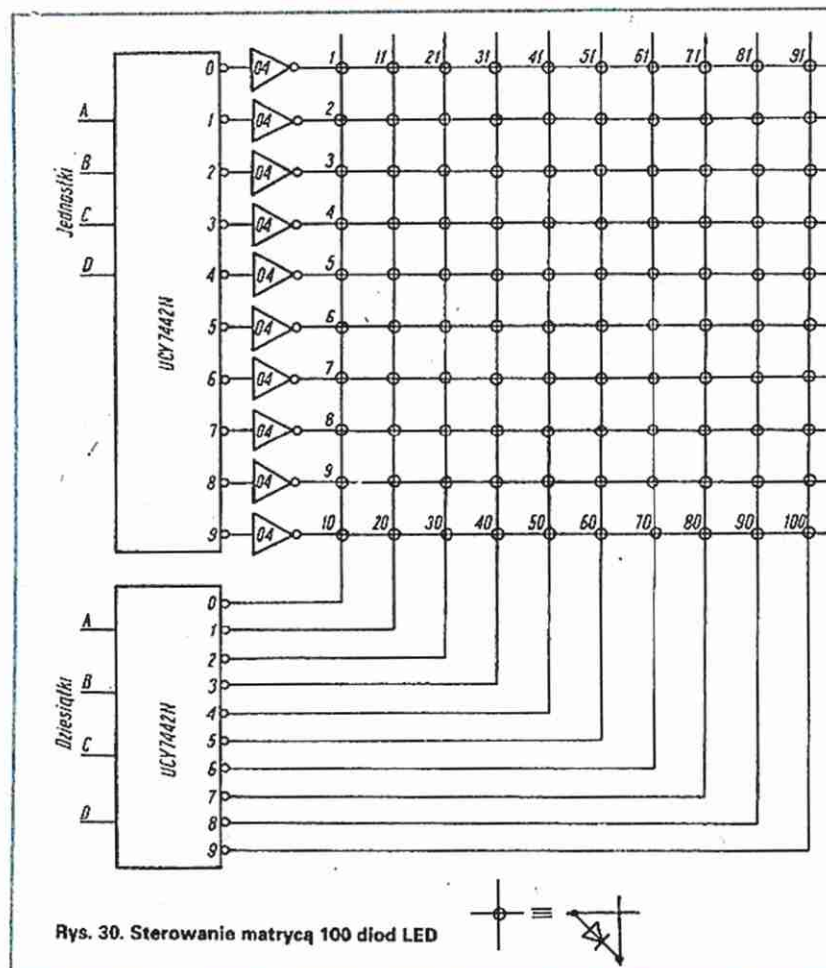 0 04 1 11 21 31 41 51 61 71 81 91
A 1 04 2
B 2 04 3
Jednostki
C 3 04 4
D 4 04 5
UCY7442N
5 04 6
6 04 7
7 04 8
8 04 9
9 04 10 20 30 40 50 60 70 80 90 100
0
A 1
2
B 3
Dziesiątki
4
UCY7442N
5
C 6
7
D 8
9
Rys. 30. Sterowanie matrycą 100 diod LED